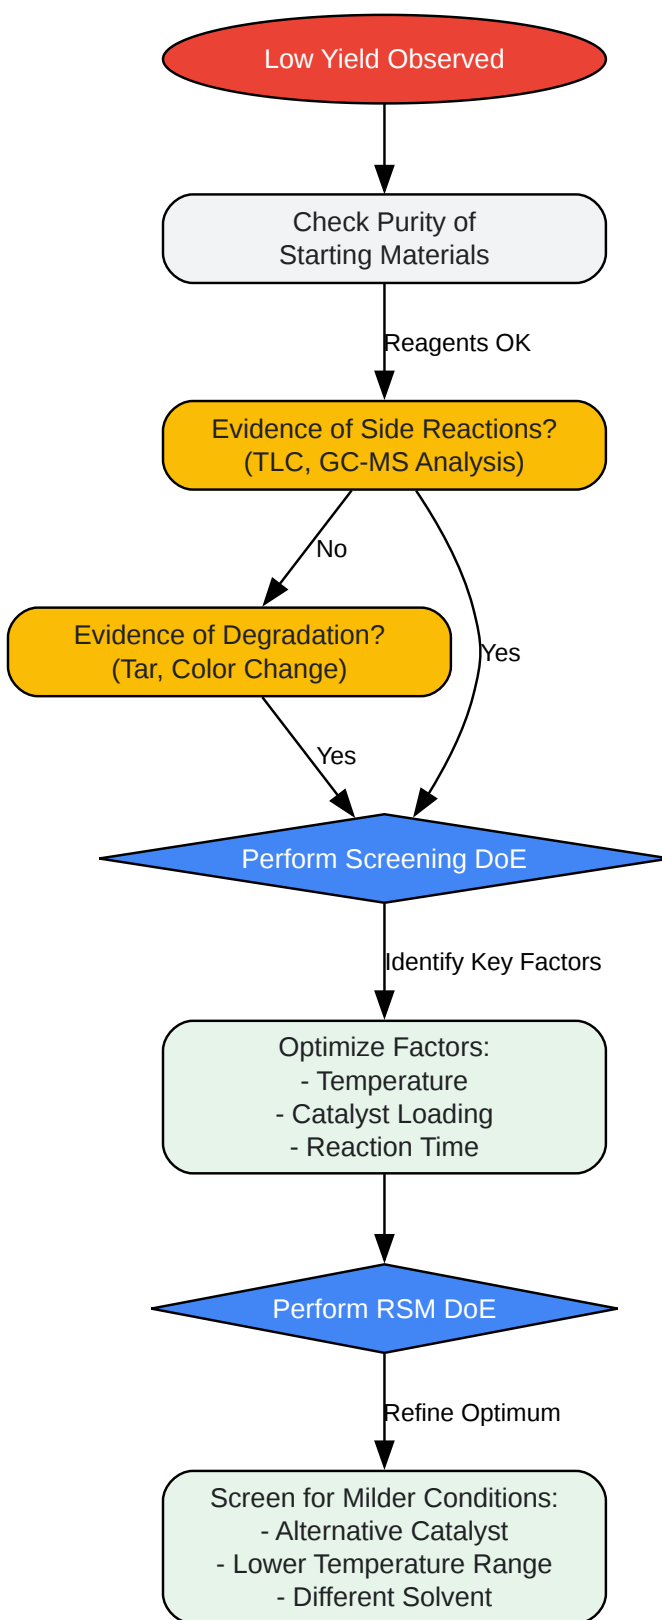 Low Yield Observed
Check Purity of
Starting Materials
Reagents OK
Evidence of Side Reactions?
(TLC, GC-MS Analysis)
No
Evidence of Degradation?
(Tar, Color Change)
Yes
Yes
Perform Screening DoE
Identify Key Factors
Optimize Factors:
- Temperature
- Catalyst Loading
- Reaction Time
Perform RSM DoE
Refine Optimum
Screen for Milder Conditions:
- Alternative Catalyst
- Lower Temperature Range
- Different Solvent